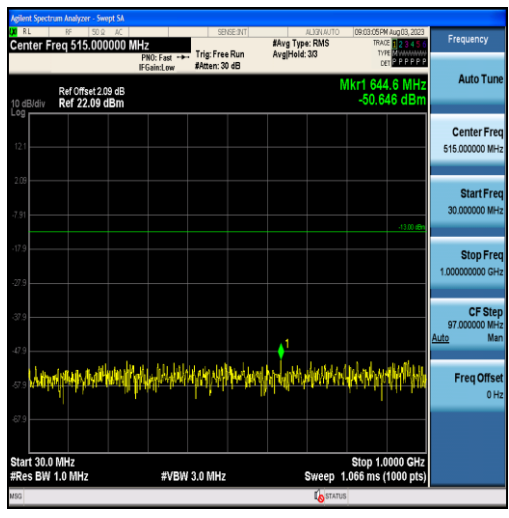 Agilent Spectrum Analyzer - Swept SA
RL RF 50 Ω AC SENSE:INT ALIGN AUTO 09:03:05 PM Aug 03, 2023
Center Freq 515.000000 MHz
PNO: Fast
IFGain:Low
Trig: Free Run
#Atten: 30 dB
#Avg Type: RMS
Avg|Hold: 3/3
TRACE 1 2 3 4 5 6
TYPE
DET P P P P P P
Ref Offset 2.09 dB
10 dB/div Ref 22.09 dBm
Log
Mkr1 644.6 MHz
-50.646 dBm
12.1
2.09
-7.91
-13.00 dBm
-17.9
-27.9
-37.9
-47.9
1
-57.9
-67.9
Start 30.0 MHz
Stop 1.0000 GHz
#Res BW 1.0 MHz
#VBW 3.0 MHz
Sweep 1.066 ms (1000 pts)
MSG
STATUS
Frequency
Auto Tune
Center Freq
515.000000 MHz
Start Freq
30.000000 MHz
Stop Freq
1.000000000 GHz
CF Step
97.000000 MHz
Auto Man
Freq Offset
0 Hz